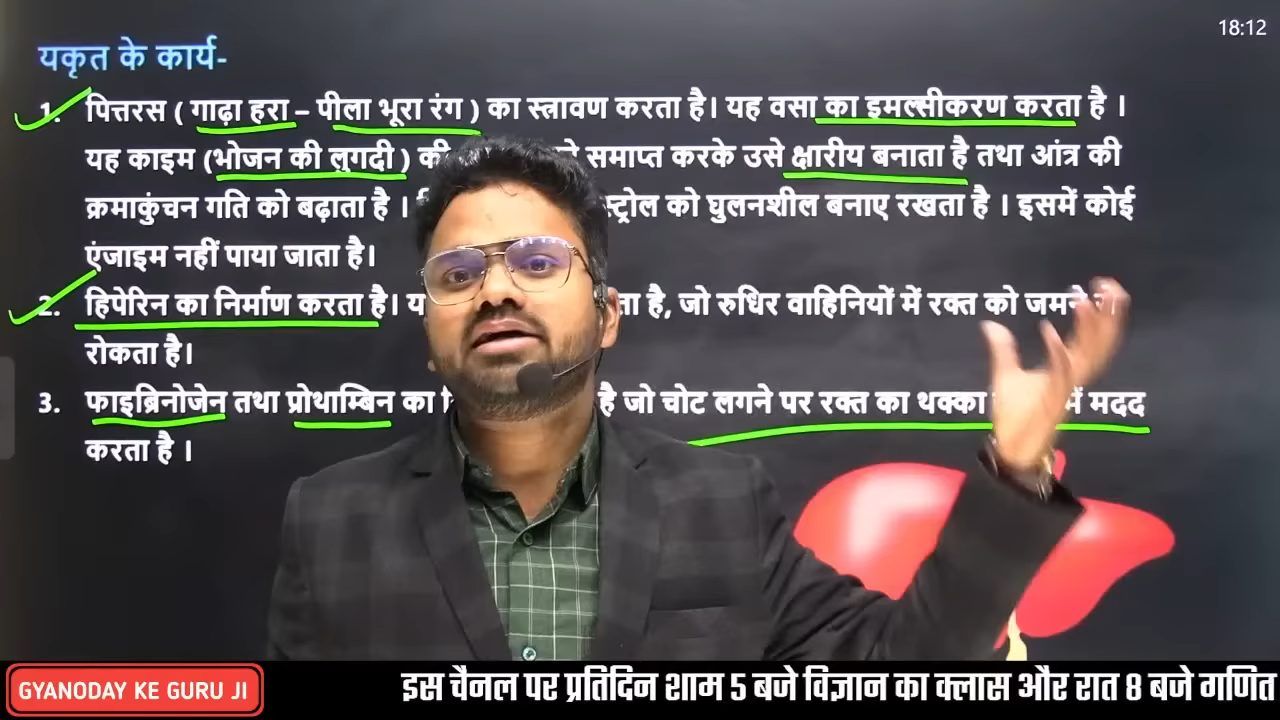 18:12
यकृत के कार्य-
1. पित्तरस ( गाढ़ा हरा – पीला भूरा रंग ) का स्त्रावण करता है। यह वसा का इमल्सीकरण करता है ।
यह काइम (भोजन की लुगदी ) की समाप्त करके उसे क्षारीय बनाता है तथा आंत्र की
क्रमाकुंचन गति को बढ़ाता है । को घुलनशील बनाए रखता है । इसमें कोई
एंजाइम नहीं पाया जाता है।
2. हिपेरिन का निर्माण करता है। है, जो रुधिर वाहिनियों में रक्त को जमने
रोकता है।
3. फाइब्रिनोजेन तथा प्रोथाम्बिन का है जो चोट लगने पर रक्त का थक्का मदद
करता है ।
GYANODAY KE GURU JI
इस चैनल पर प्रतिदिन शाम 5 बजे विज्ञान का क्लास और रात 8 बजे गणित